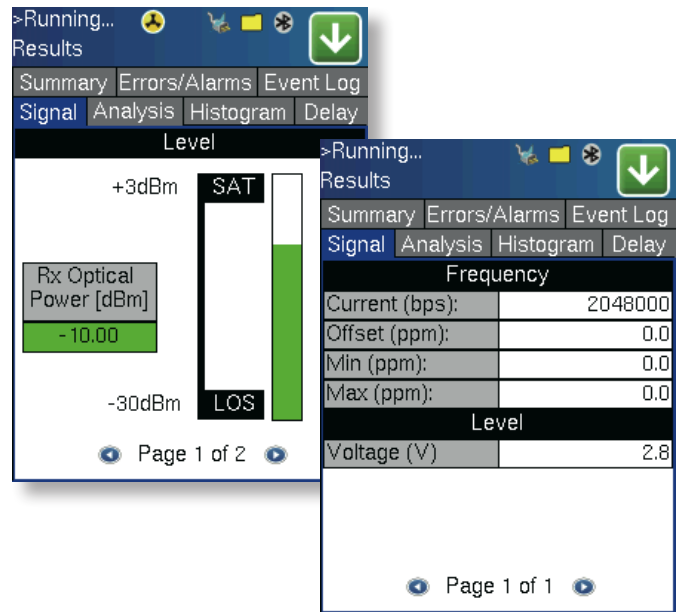 >Running...
Results
Summary Errors/Alarms Event Log
Signal Analysis Histogram Delay
Level
+3dBm SAT
Rx Optical
Power [dBm]
-10.00
-30dBm LOS
Page 1 of 2
>Running...
Results
Summary Errors/Alarms Event Log
Signal Analysis Histogram Delay
Frequency
Current (bps): 2048000
Offset (ppm): 0.0
Min (ppm): 0.0
Max (ppm): 0.0
Level
Voltage (V) 2.8
Page 1 of 1